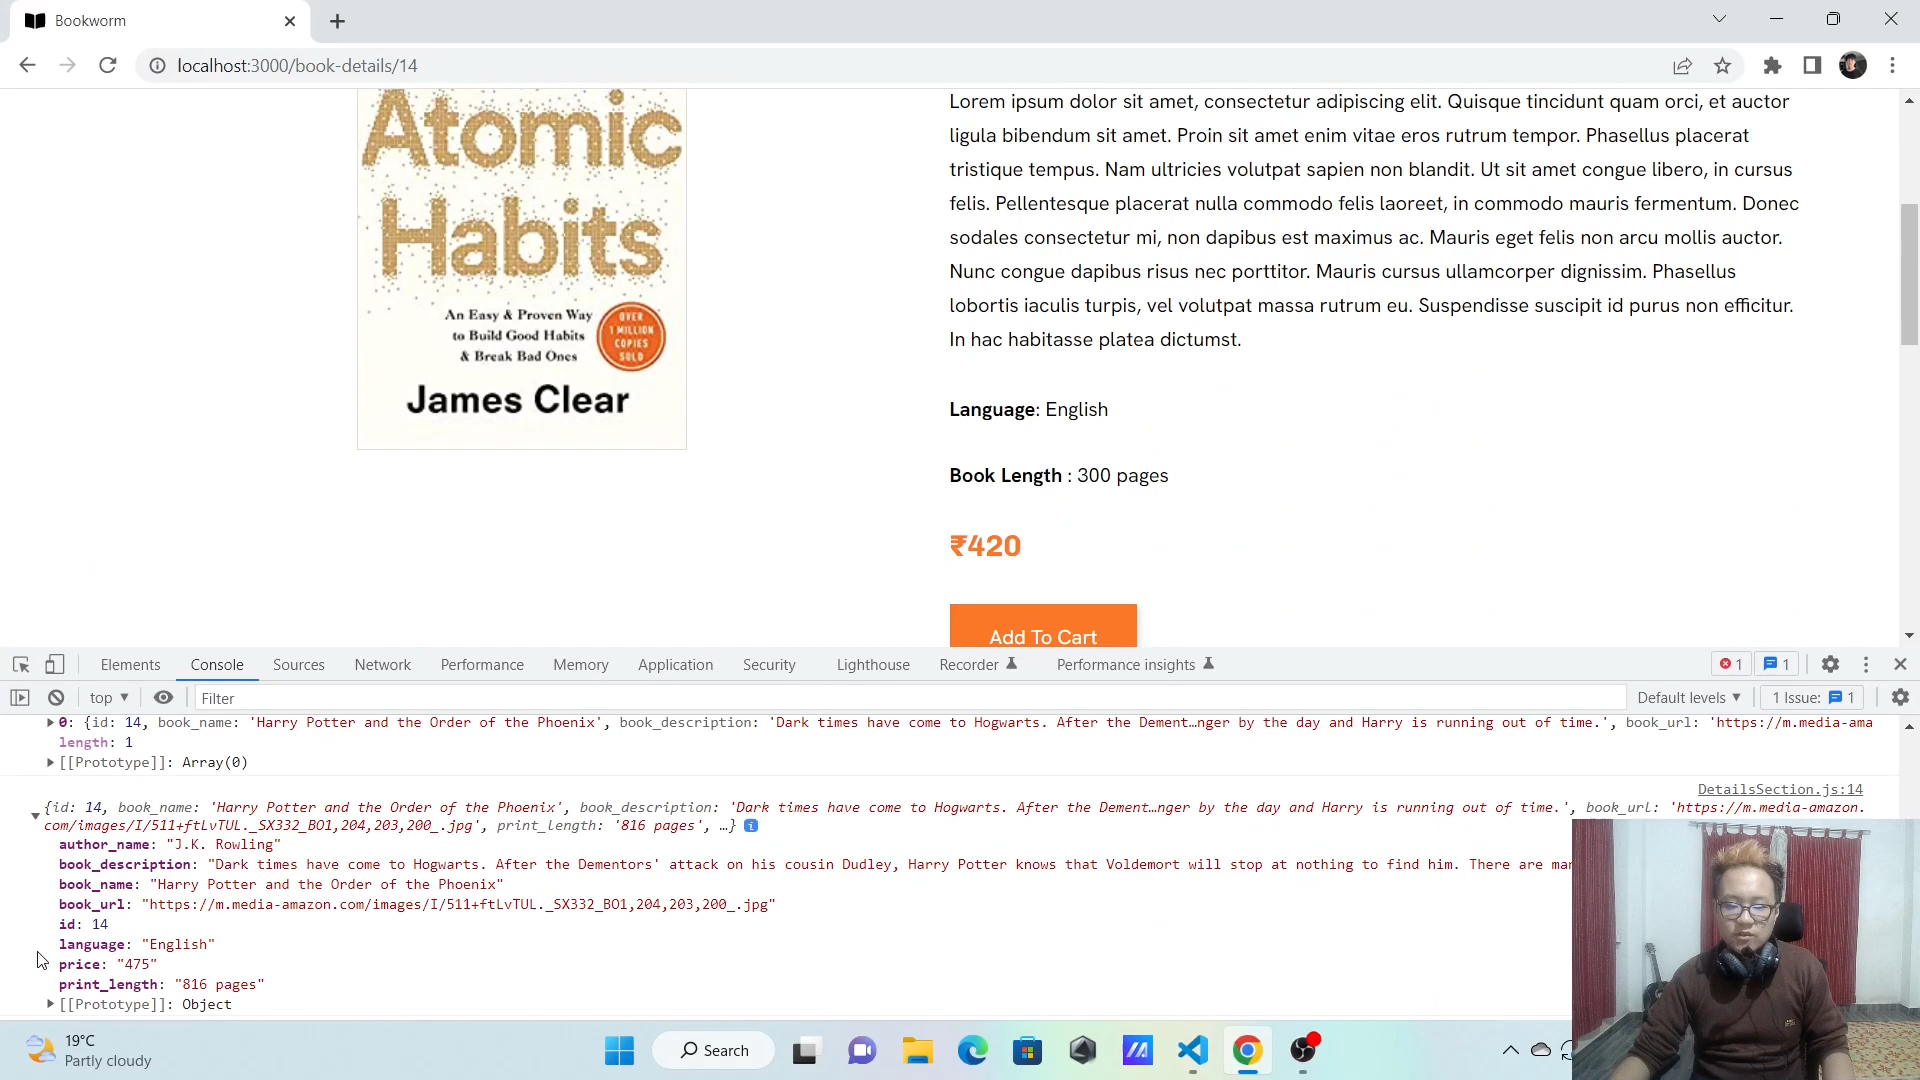 Bookworm
localhost:3000/book-details/14
Atomic
Habits
An Easy & Proven Way
to Build Good Habits
& Break Bad Ones
OVER
1 MILLION
COPIES
SOLD
James Clear
Lorem ipsum dolor sit amet, consectetur adipiscing elit. Quisque tincidunt quam orci, et auctor
ligula bibendum sit amet. Proin sit amet enim vitae eros rutrum tempor. Phasellus placerat
tristique tempus. Nam ultricies volutpat sapien non blandit. Ut sit amet congue libero, in cursus
felis. Pellentesque placerat nulla commodo felis laoreet, in commodo mauris fermentum. Donec
sodales consectetur mi, non dapibus est maximus ac. Mauris eget felis non arcu mollis auctor.
Nunc congue dapibus risus nec porttitor. Mauris cursus ullamcorper dignissim. Phasellus
lobortis iaculis turpis, vel volutpat massa rutrum eu. Suspendisse suscipit id purus non efficitur.
In hac habitasse platea dictumst.
Language: English
Book Length : 300 pages
₹420
Add To Cart
Elements Console Sources Network Performance Memory Application Security Lighthouse Recorder Performance insights 1 1
top Filter Default levels 1 Issue: 1
0: {id: 14, book_name: 'Harry Potter and the Order of the Phoenix', book_description: 'Dark times have come to Hogwarts. After the Dement…nger by the day and Harry is running out of time.', book_url: 'https://m.media-ama
length: 1
[[Prototype]]: Array(0)
DetailsSection.js:14
{id: 14, book_name: 'Harry Potter and the Order of the Phoenix', book_description: 'Dark times have come to Hogwarts. After the Dement…nger by the day and Harry is running out of time.', book_url: 'https://m.media-amazon.
com/images/I/511+ftLvTUL._SX332_BO1,204,203,200_.jpg', print_length: '816 pages', …}
author_name: "J.K. Rowling"
book_description: "Dark times have come to Hogwarts. After the Dementors' attack on his cousin Dudley, Harry Potter knows that Voldemort will stop at nothing to find him. There are mar
book_name: "Harry Potter and the Order of the Phoenix"
book_url: "https://m.media-amazon.com/images/I/511+ftLvTUL._SX332_BO1,204,203,200_.jpg"
id: 14
language: "English"
price: "475"
print_length: "816 pages"
[[Prototype]]: Object
19°C
Partly cloudy
Search